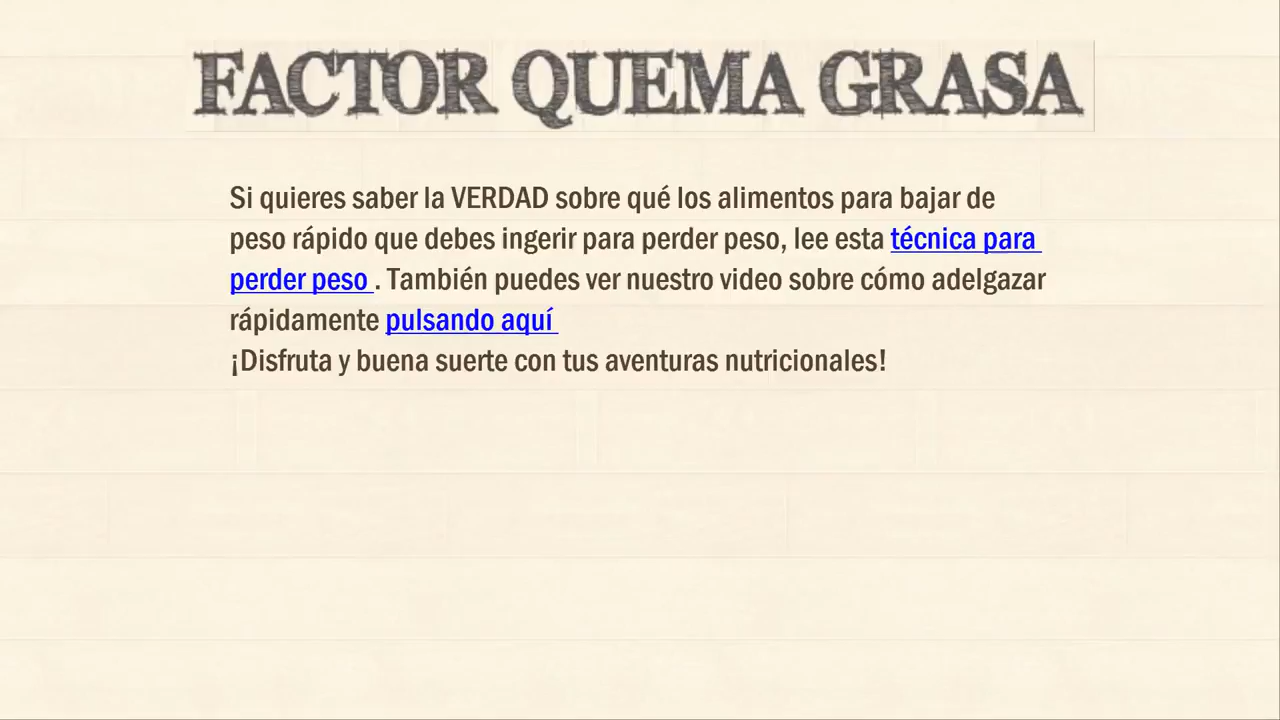 FACTOR QUEMA GRASA
Si quieres saber la VERDAD sobre qué los alimentos para bajar de
peso rápido que debes ingerir para perder peso, lee esta técnica para
perder peso . También puedes ver nuestro video sobre cómo adelgazar
rápidamente pulsando aquí
¡Disfruta y buena suerte con tus aventuras nutricionales!